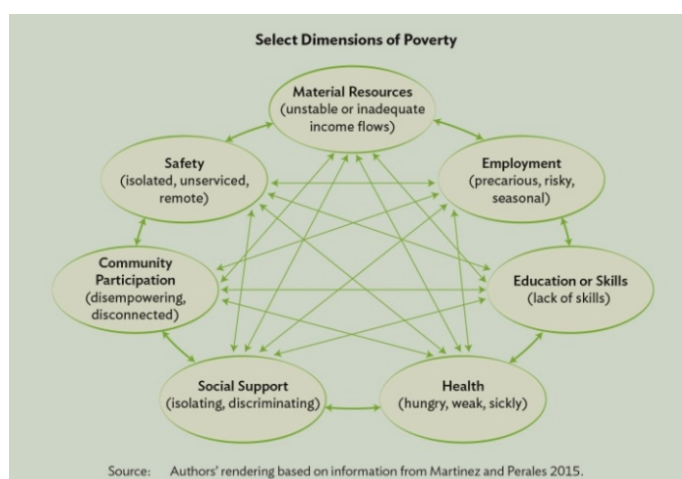 Select Dimensions of Poverty
Material Resources
(unstable or inadequate
income flows)
Safety
(isolated, unserviced,
remote)
Employment
(precarious, risky,
seasonal)
Community
Participation
(disempowering,
disconnected)
Education or Skills
(lack of skills)
Social Support
(isolating, discriminating)
Health
(hungry, weak, sickly)
Source: Authors' rendering based on information from Martinez and Perales 2015.